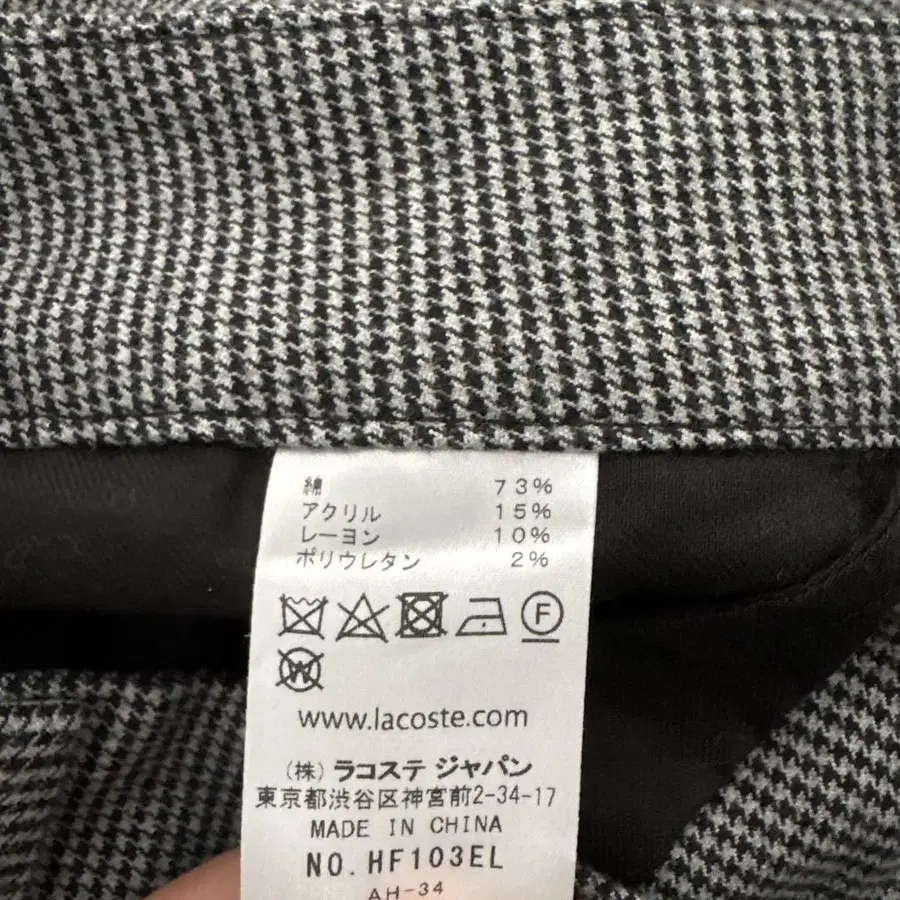 綿 73%
アクリル 15%
レーヨン 10%
ポリウレタン 2%
F
W
www.lacoste.com
(株) ラコステ ジャパン
東京都渋谷区神宮前2-34-17
MADE IN CHINA
NO.HF103EL
AH-34